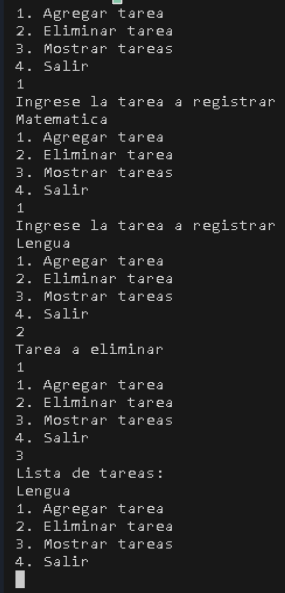 1. Agregar tarea
2. Eliminar tarea
3. Mostrar tareas
4. Salir
1
Ingrese la tarea a registrar
Matematica
1. Agregar tarea
2. Eliminar tarea
3. Mostrar tareas
4. Salir
1
Ingrese la tarea a registrar
Lengua
1. Agregar tarea
2. Eliminar tarea
3. Mostrar tareas
4. Salir
2
Tarea a eliminar
1
1. Agregar tarea
2. Eliminar tarea
3. Mostrar tareas
4. Salir
3
Lista de tareas:
Lengua
1. Agregar tarea
2. Eliminar tarea
3. Mostrar tareas
4. Salir